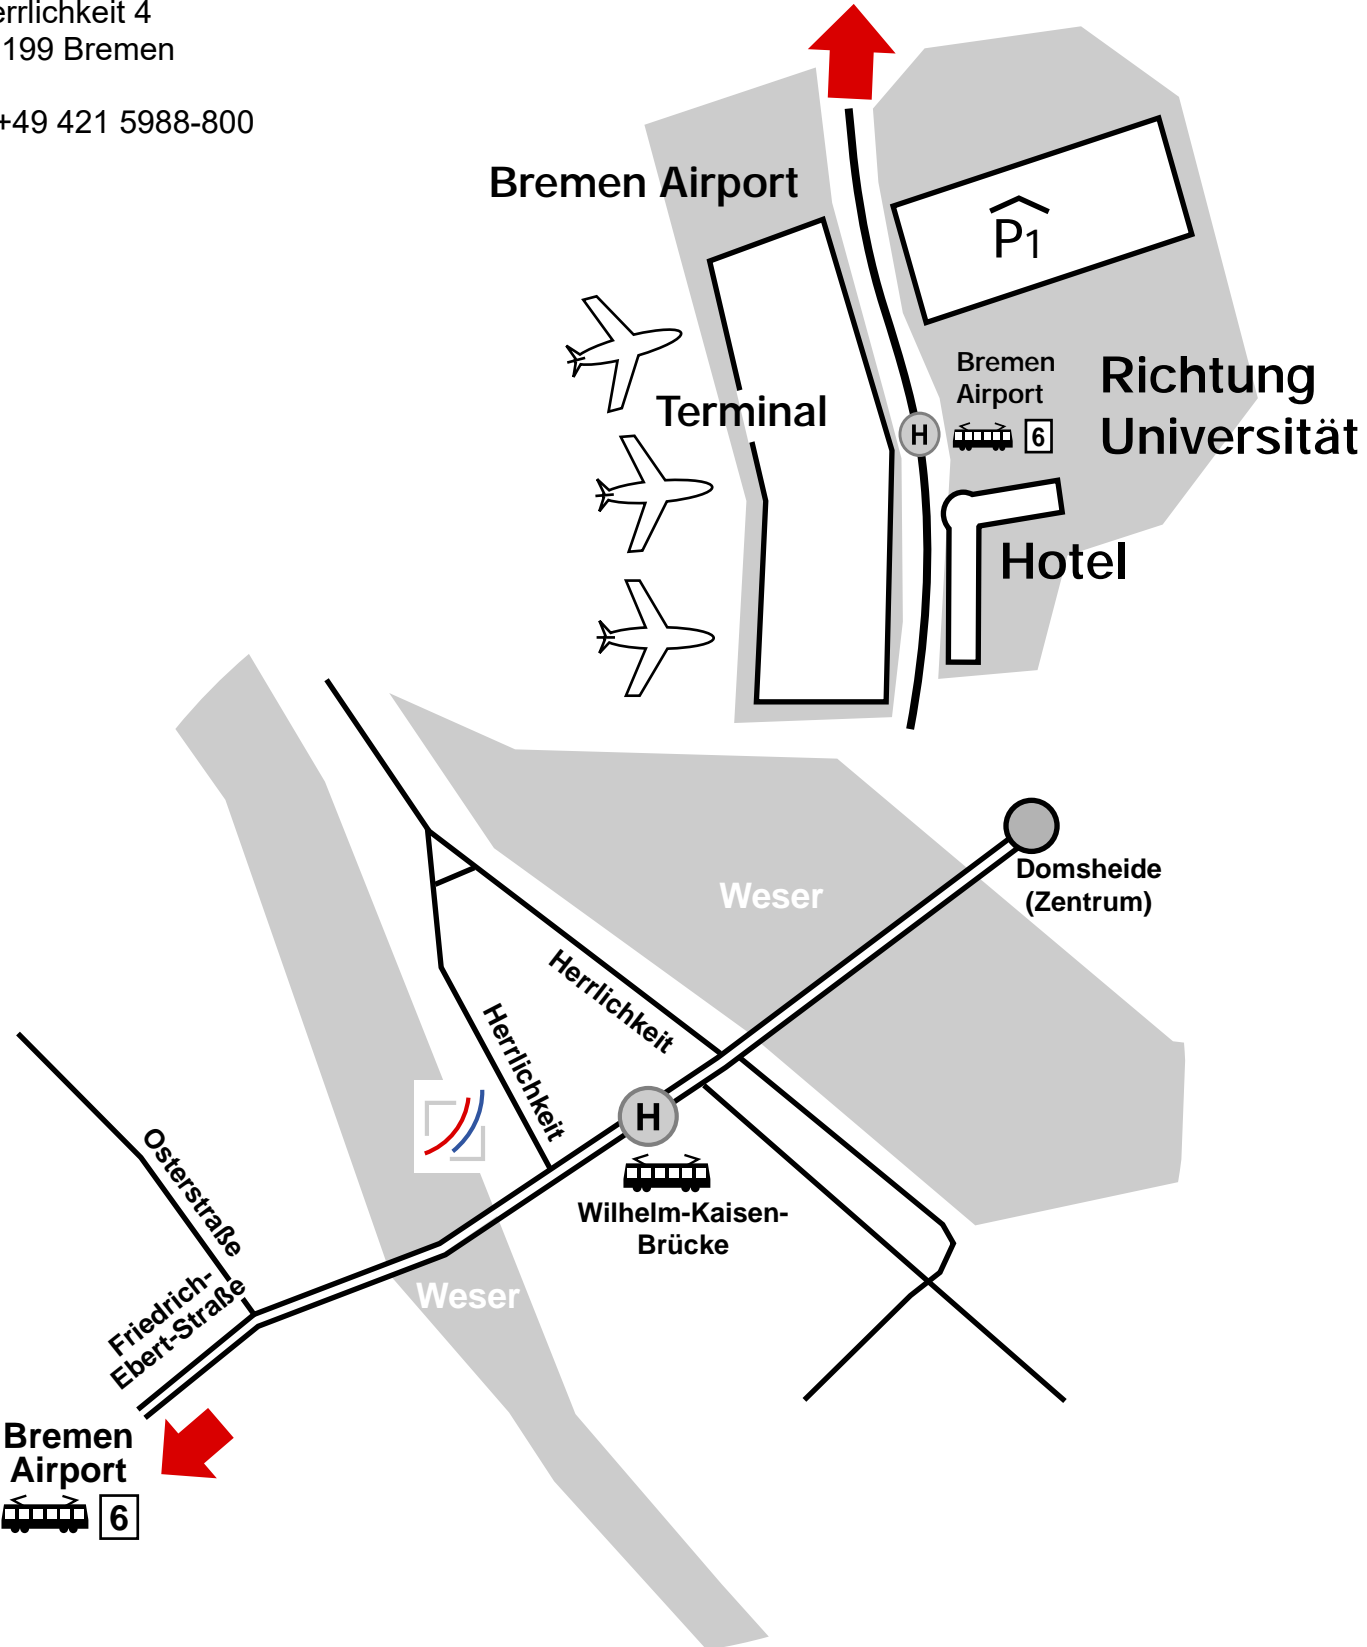 errlichkeit 4
199 Bremen
+49 421 5988-800
Bremen Airport
P1
Bremen
Airport
H
6
Richtung
Universität
Terminal
Hotel
Domsheide
(Zentrum)
Weser
Herrlichkeit
Herrlichkeit
H
Wilhelm-Kaisen-
Brücke
Osterstraße
Friedrich-
Ebert-Straße
Weser
Bremen
Airport
6